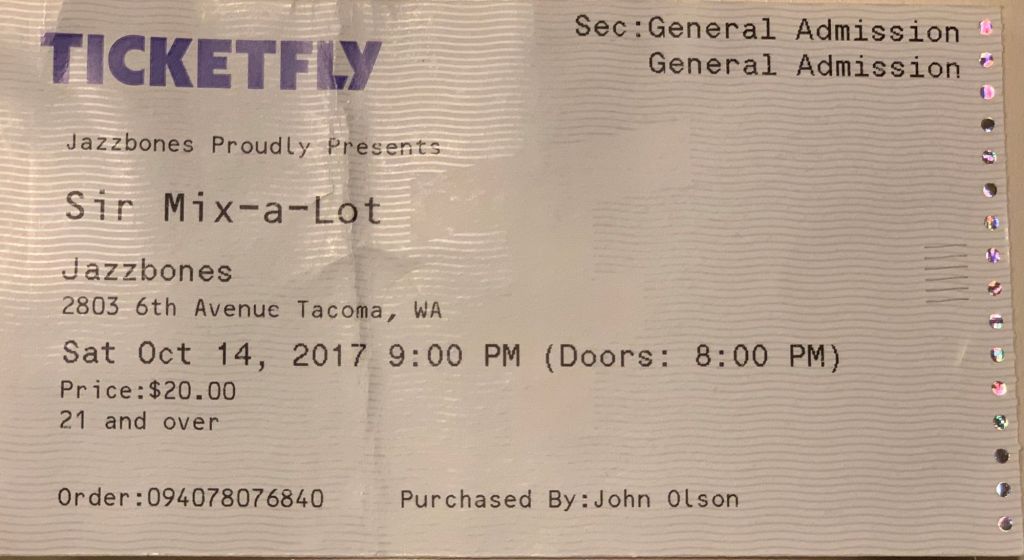 TICKETFLY
Sec:General Admission
General Admission
Jazzbones Proudly Presents
Sir Mix-a-Lot
Jazzbones
2803 6th Avenue Tacoma, WA
Sat Oct 14, 2017 9:00 PM (Doors: 8:00 PM)
Price:$20.00
21 and over
Order:094078076840 Purchased By:John Olson